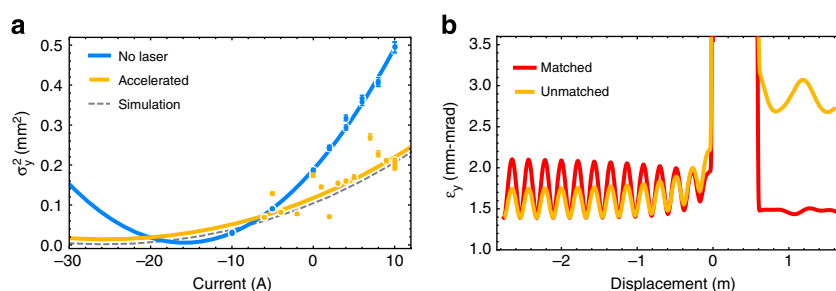 a
No laser
Accelerated
Simulation
0.5
0.4
0.3
0.2
0.1
0.0
σy² (mm²)
−30
−20
−10
0
10
Current (A)
b
Matched
Unmatched
3.5
3.0
2.5
2.0
1.5
1.0
εy (mm-mrad)
−2
−1
0
1
Displacement (m)